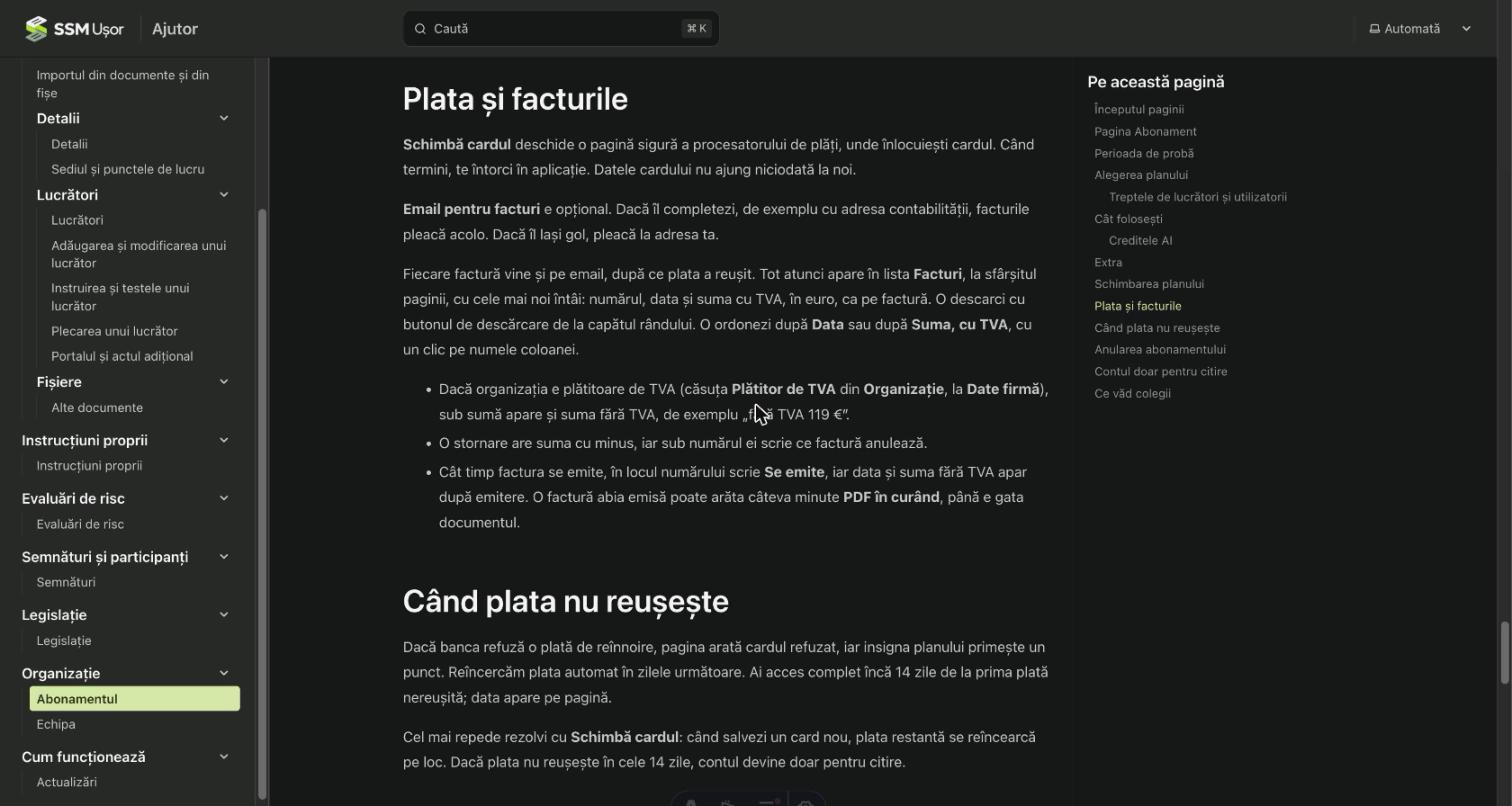 SSM Ușor
Ajutor
Caută
⌘ K
Automată
Importul din documente și din
fișe
Detalii
Detalii
Sediul și punctele de lucru
Lucrători
Lucrători
Adăugarea și modificarea unui
lucrător
Instruirea și testele unui
lucrător
Plecarea unui lucrător
Portalul și actul adițional
Fișiere
Alte documente
Instrucțiuni proprii
Instrucțiuni proprii
Evaluări de risc
Evaluări de risc
Semnături și participanți
Semnături
Legislație
Legislație
Organizație
Abonamentul
Echipa
Cum funcționează
Actualizări
Plata și facturile
Schimbă cardul deschide o pagină sigură a procesatorului de plăți, unde înlocuiești cardul. Când
termini, te întorci în aplicație. Datele cardului nu ajung niciodată la noi.
Email pentru facturi e opțional. Dacă îl completezi, de exemplu cu adresa contabilității, facturile
pleacă acolo. Dacă îl lași gol, pleacă la adresa ta.
Fiecare factură vine și pe email, după ce plata a reușit. Tot atunci apare în lista Facturi, la sfârșitul
paginii, cu cele mai noi întâi: numărul, data și suma cu TVA, în euro, ca pe factură. O descarci cu
butonul de descărcare de la capătul rândului. O ordonezi după Data sau după Suma, cu TVA, cu
un clic pe numele coloanei.
• Dacă organizația e plătitoare de TVA (căsuța Plătitor de TVA din Organizație, la Date firmă),
sub sumă apare și suma fără TVA, de exemplu „fără TVA 119 €”.
• O stornare are suma cu minus, iar sub numărul ei scrie ce factură anulează.
• Cât timp factura se emite, în locul numărului scrie Se emite, iar data și suma fără TVA apar
după emitere. O factură abia emisă poate arăta câteva minute PDF în curând, până e gata
documentul.
Când plata nu reușește
Dacă banca refuză o plată de reînnoire, pagina arată cardul refuzat, iar insigna planului primește un
punct. Reîncercăm plata automat în zilele următoare. Ai acces complet încă 14 zile de la prima plată
nereușită; data apare pe pagină.
Cel mai repede rezolvi cu Schimbă cardul: când salvezi un card nou, plata restantă se reîncearcă
pe loc. Dacă plata nu reușește în cele 14 zile, contul devine doar pentru citire.
Pe această pagină
Începutul paginii
Pagina Abonament
Perioada de probă
Alegerea planului
Treptele de lucrători și utilizatorii
Cât folosești
Creditele AI
Extra
Schimbarea planului
Plata și facturile
Când plata nu reușește
Anularea abonamentului
Contul doar pentru citire
Ce văd colegii